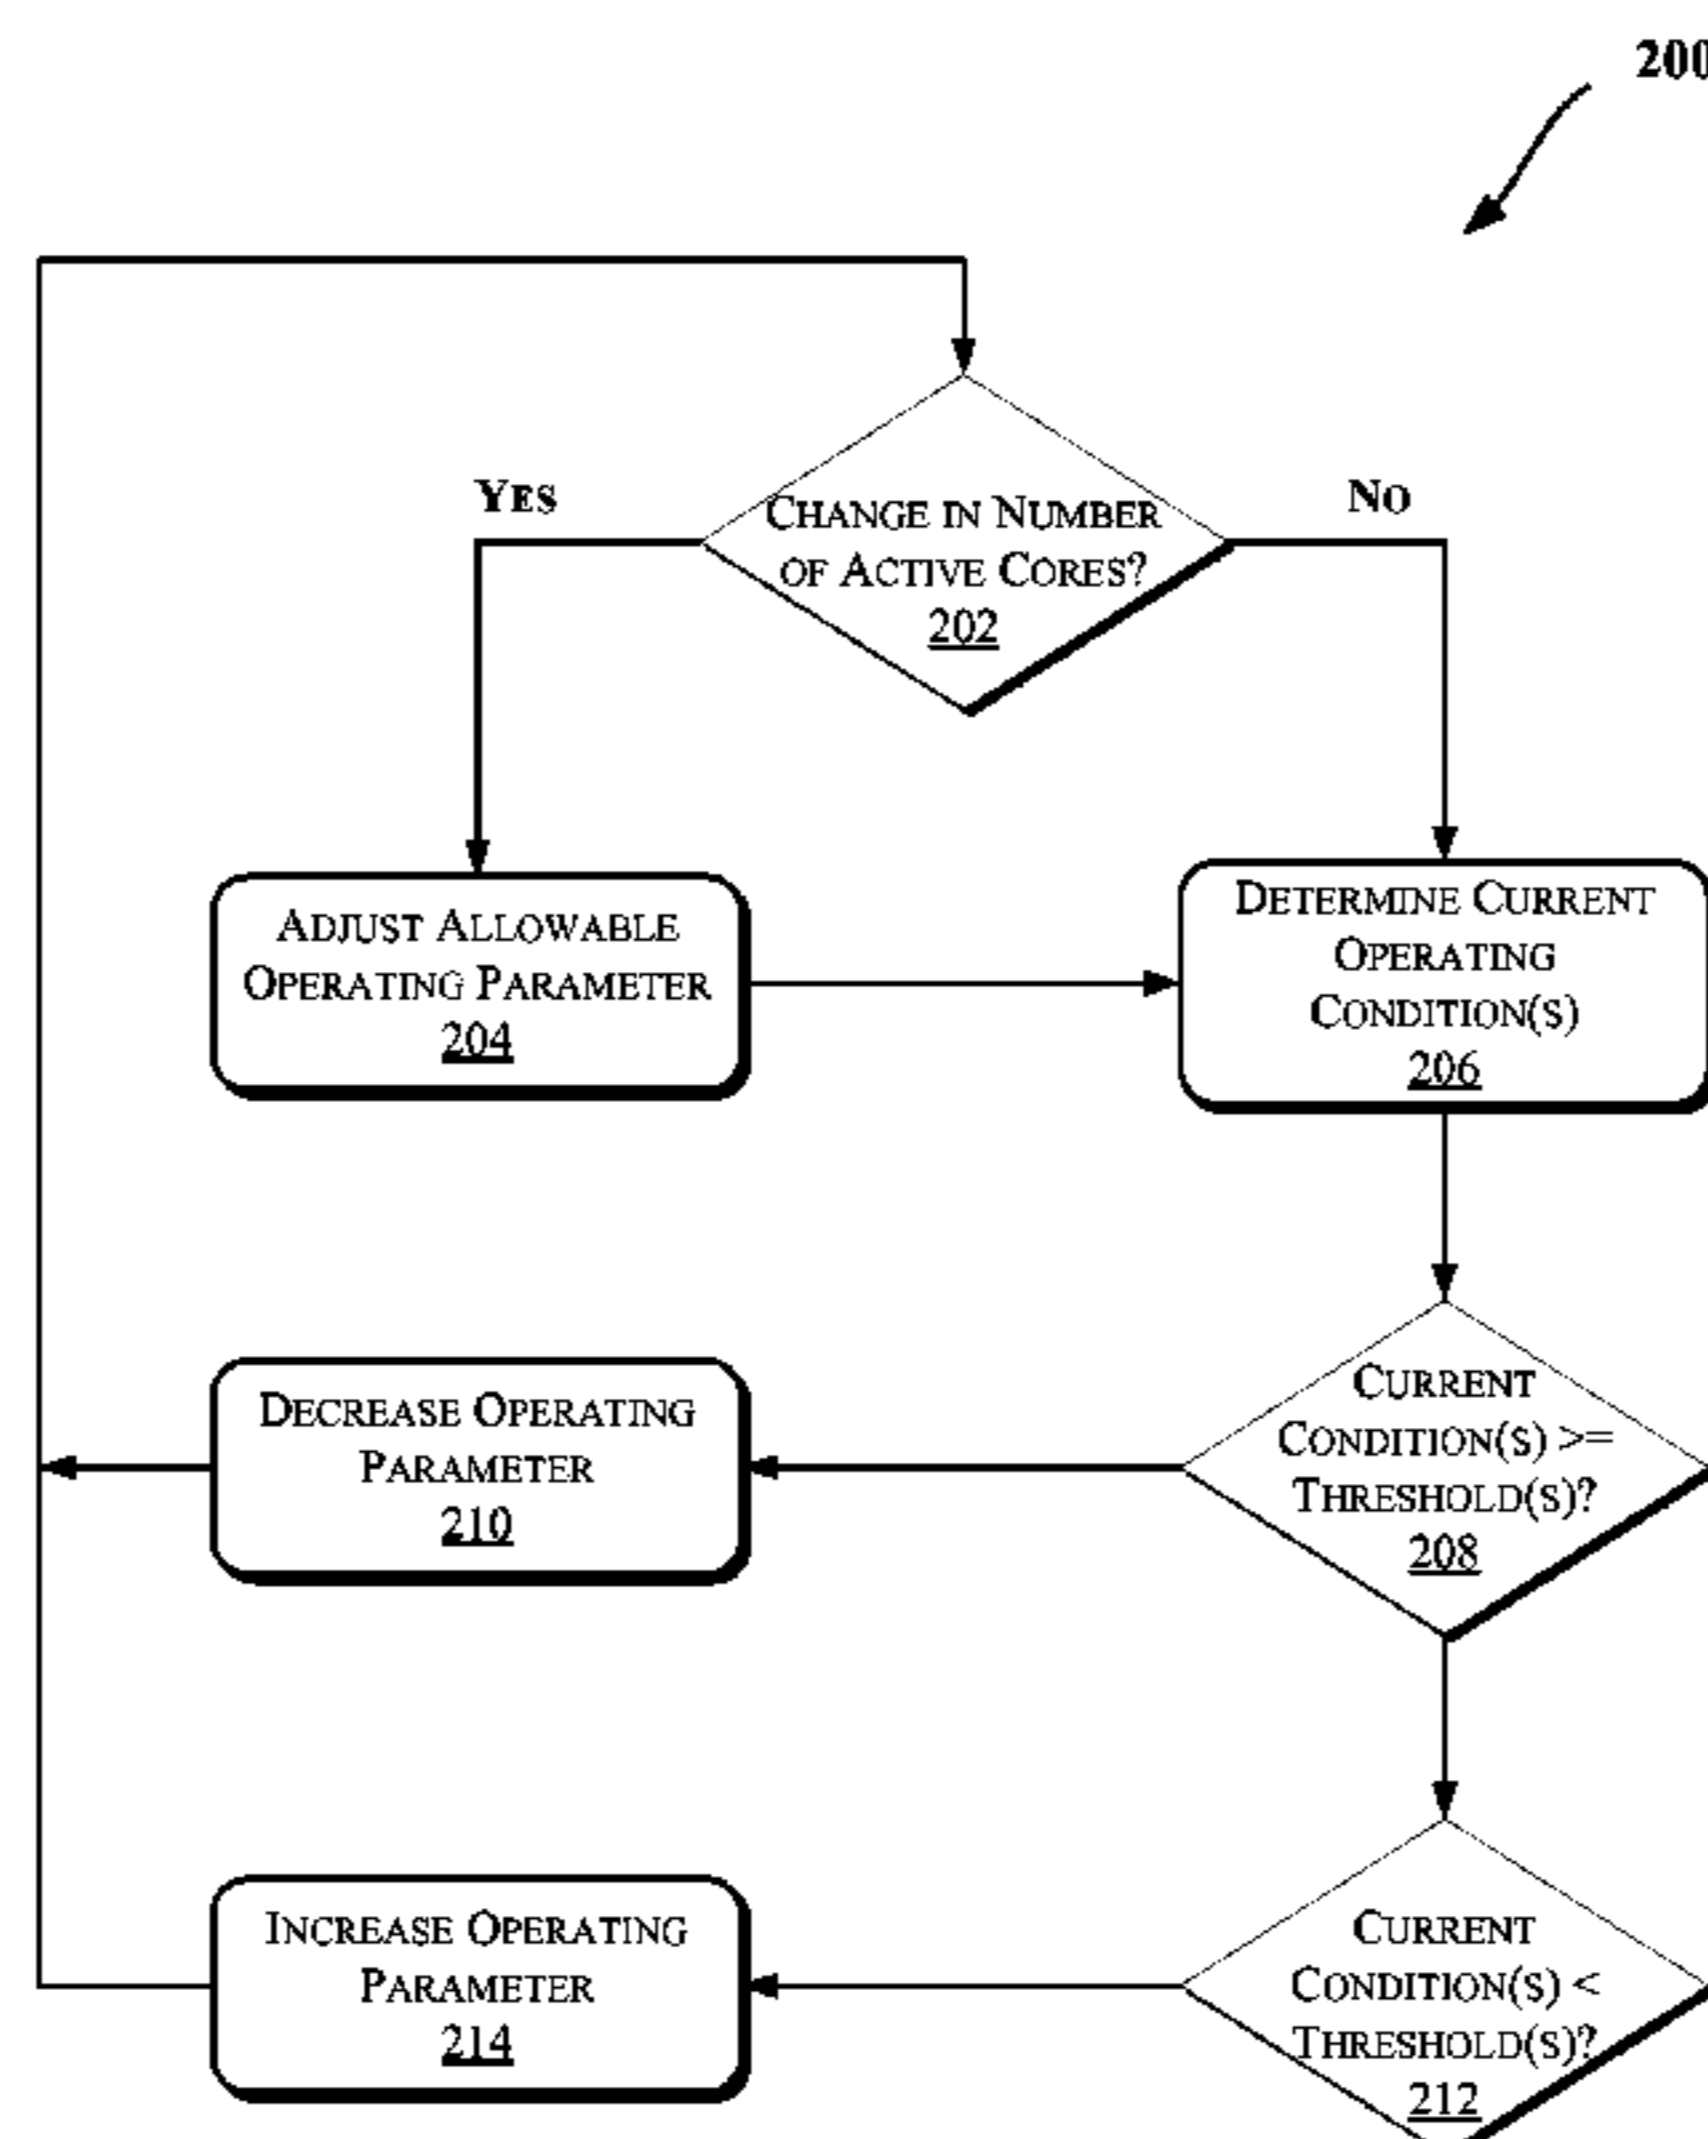 200
CHANGE IN NUMBER
OF ACTIVE CORES?
202
YES
NO
ADJUST ALLOWABLE
OPERATING PARAMETER
204
DETERMINE CURRENT
OPERATING
CONDITION(S)
206
DECREASE OPERATING
PARAMETER
210
CURRENT
CONDITION(S) >=
THRESHOLD(S)?
208
INCREASE OPERATING
PARAMETER
214
CURRENT
CONDITION(S) <
THRESHOLD(S)?
212